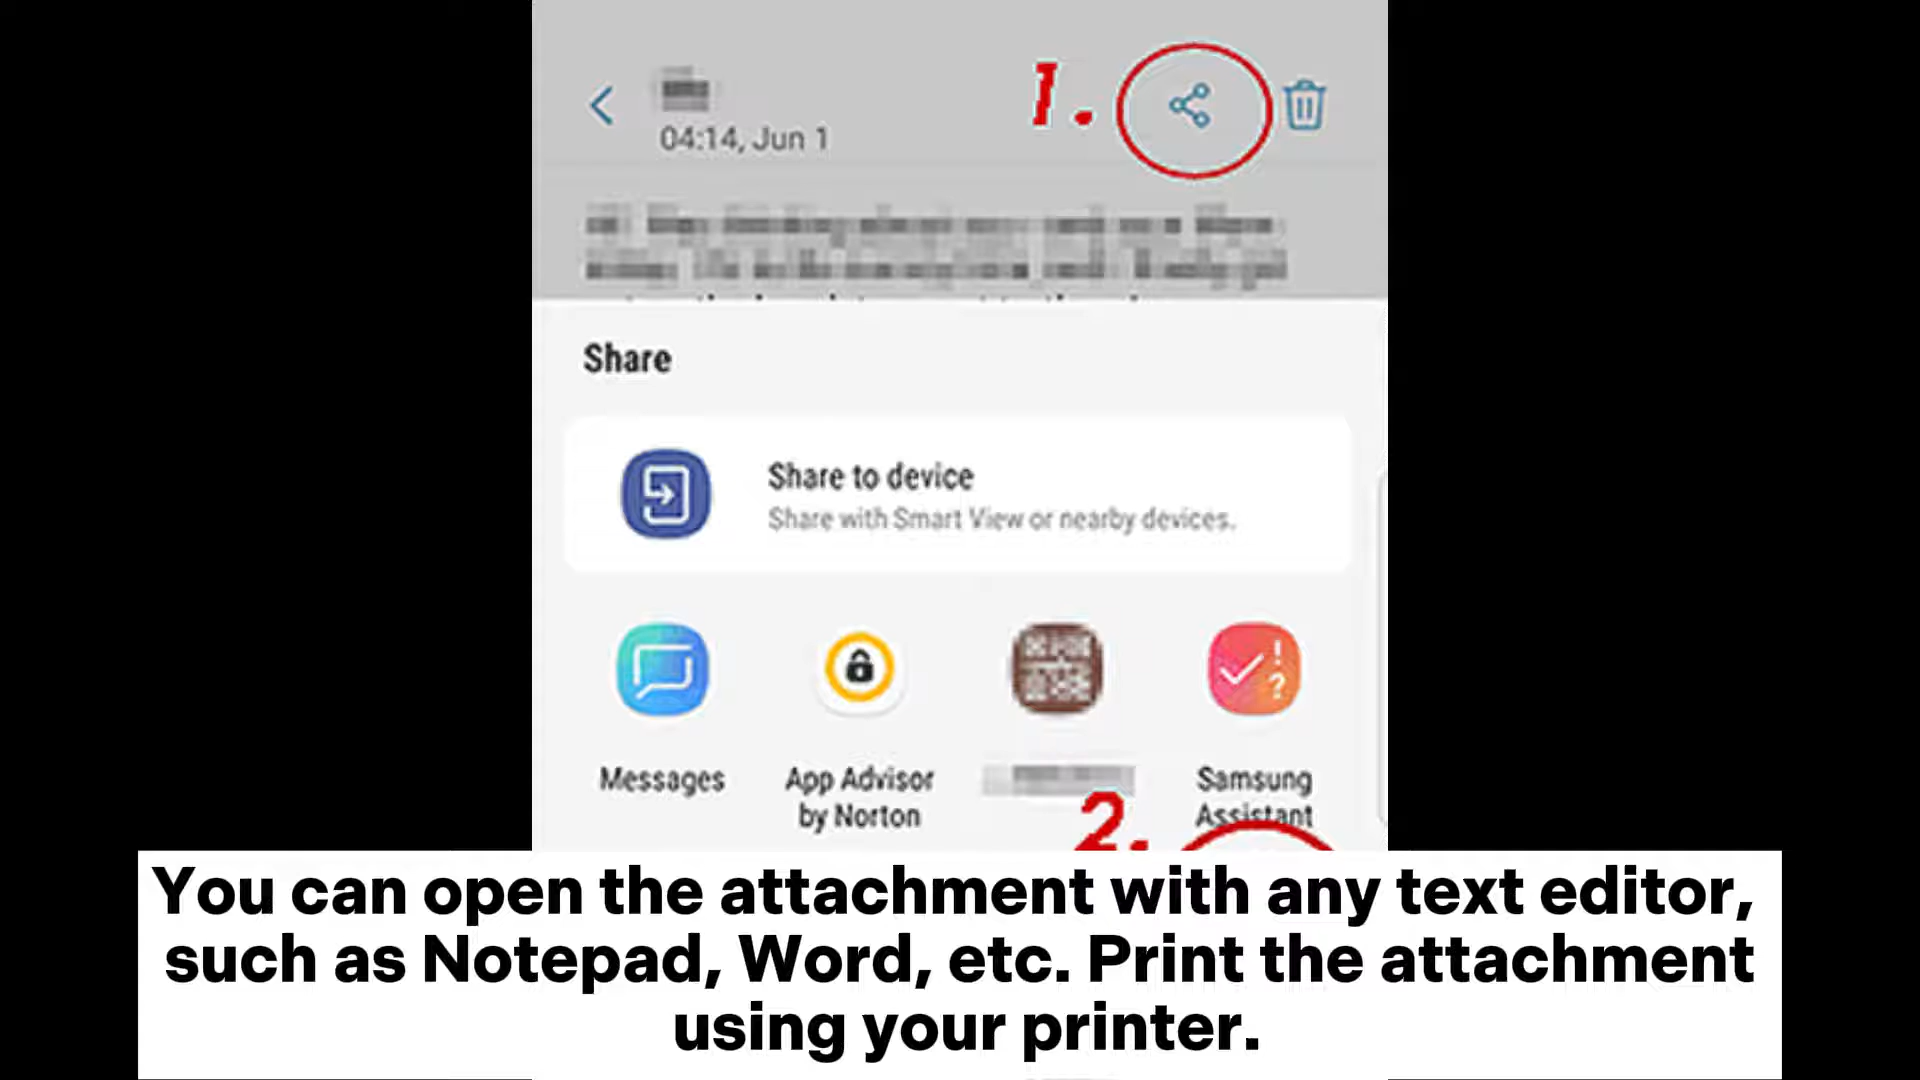 1.
04:14, Jun 1
Share
Share to device
Share with Smart View or nearby devices.
Messages
App Advisor
by Norton
Samsung
Assistant
2.
You can open the attachment with any text editor,
such as Notepad, Word, etc. Print the attachment
using your printer.